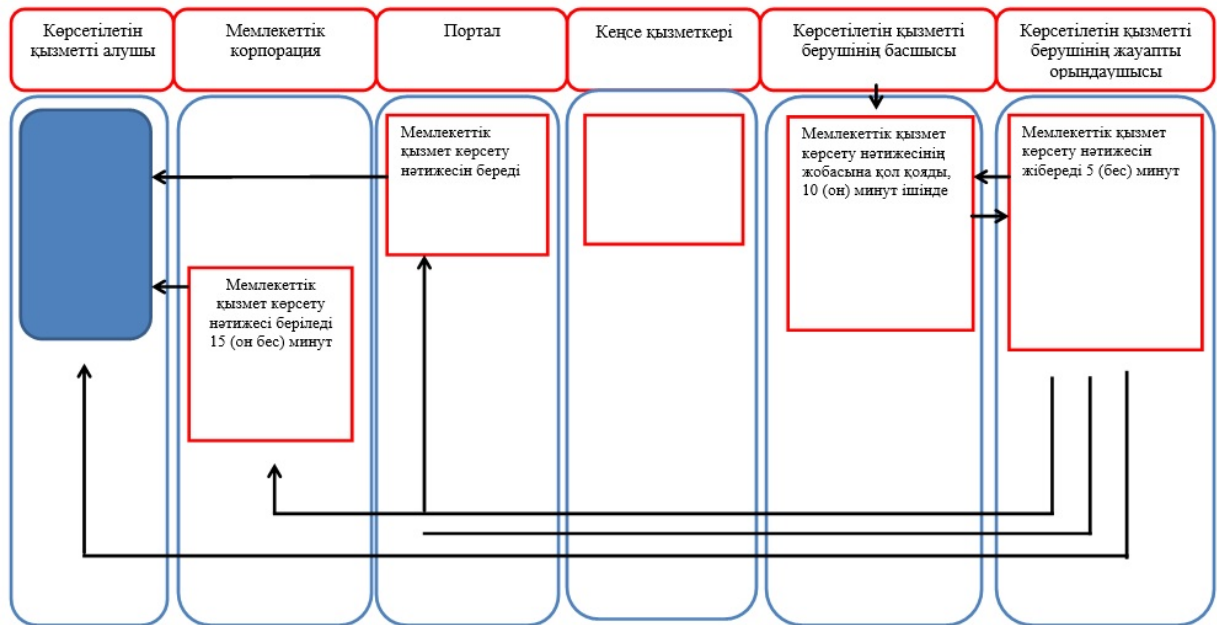 Көрсетілетін
қызметті алушы
Мемлекеттік
корпорация
Портал
Кеңсе қызметкері
Көрсетілетін қызметті
берушінің басшысы
Көрсетілетін қызметті
берушінің жауапты
орындаушысы
Мемлекеттік
қызмет көрсету
нәтижесін береді
Мемлекеттік қызмет
көрсету нәтижесінің
жобасына қол қояды,
10 (он) минут ішінде
Мемлекеттік қызмет
көрсету нәтижесін
жібереді 5 (бес) минут
Мемлекеттік
қызмет көрсету
нәтижесі беріледі
15 (он бес) минут